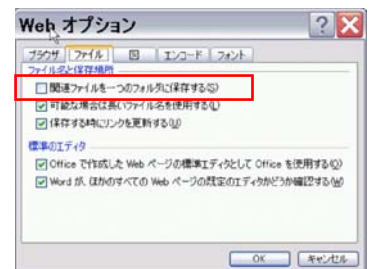 Web オプション
ブラウザ ファイル 図 エンコード フォント
ファイル名と保存場所
関連ファイルを一つのフォルダに保存する(S)
可能な場合は長いファイル名を使用する(L)
保存する時にリンクを更新する(U)
標準のエディタ
Office で作成した Web ページの標準エディタとして Office を使用する(O)
Word が、ほかのすべての Web ページの既定のエディタかどうか確認する(W)
OK キャンセル